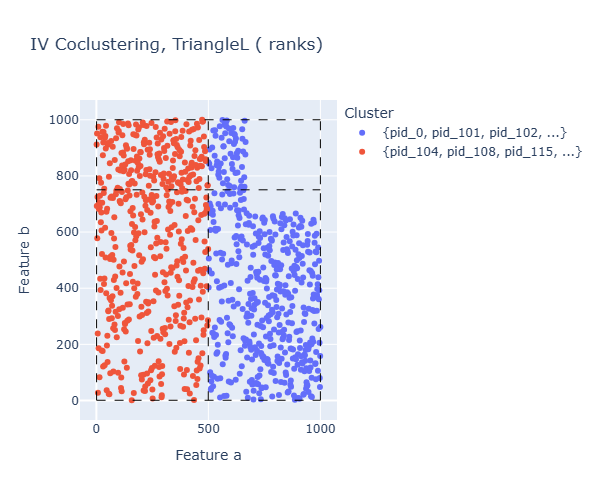 IV Coclustering, TriangleL ( ranks)
Cluster
{pid_0, pid_101, pid_102, ...}
{pid_104, pid_108, pid_115, ...}
1000
800
600
400
200
0
Feature b
0 500 1000
Feature a